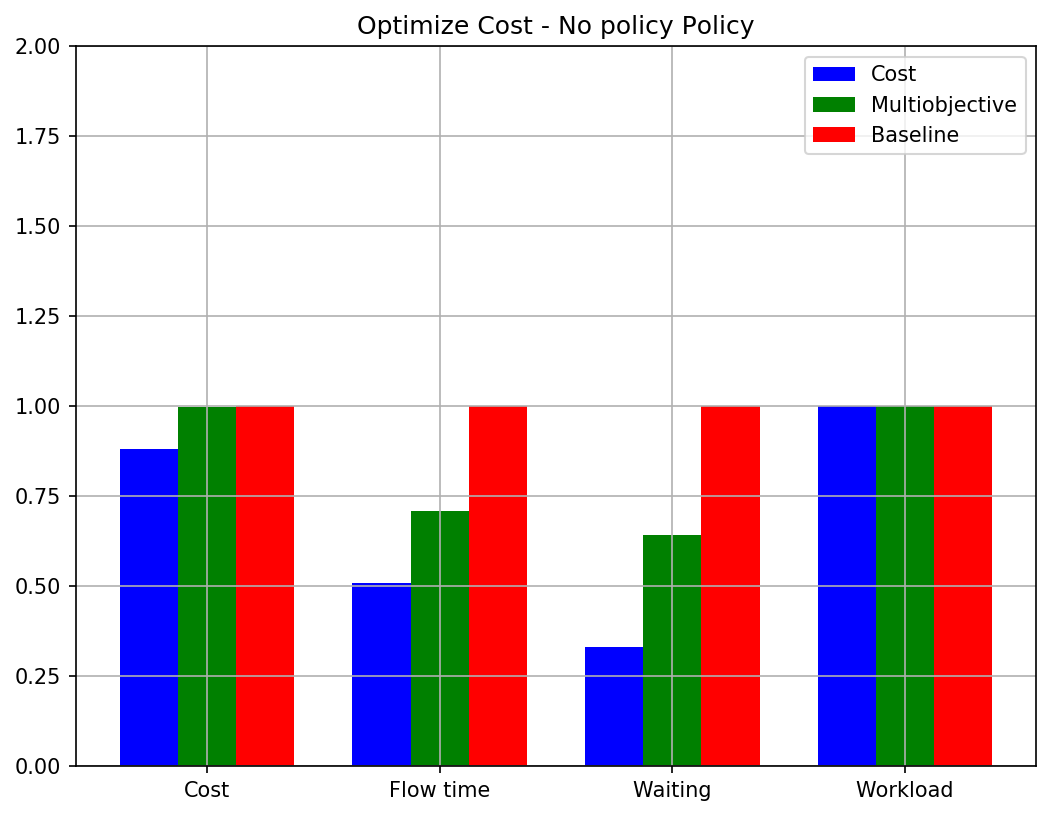 Optimize Cost - No policy Policy
2.00
1.75
1.50
1.25
1.00
0.75
0.50
0.25
0.00
Cost
Multiobjective
Baseline
Cost
Flow time
Waiting
Workload